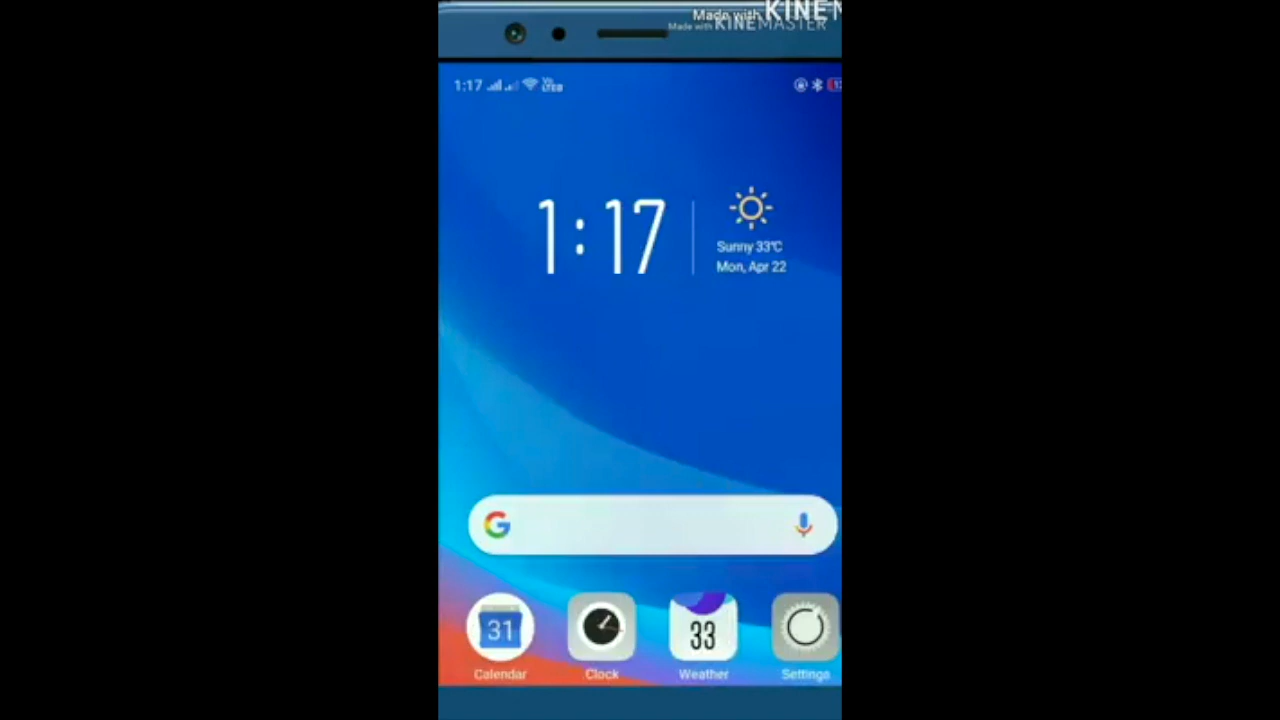 Made with KINEM
Made with KINEMASTER
1:17
1:17
Sunny 33°C
Mon, Apr 22
G
31
33
Calendar
Clock
Weather
Settings